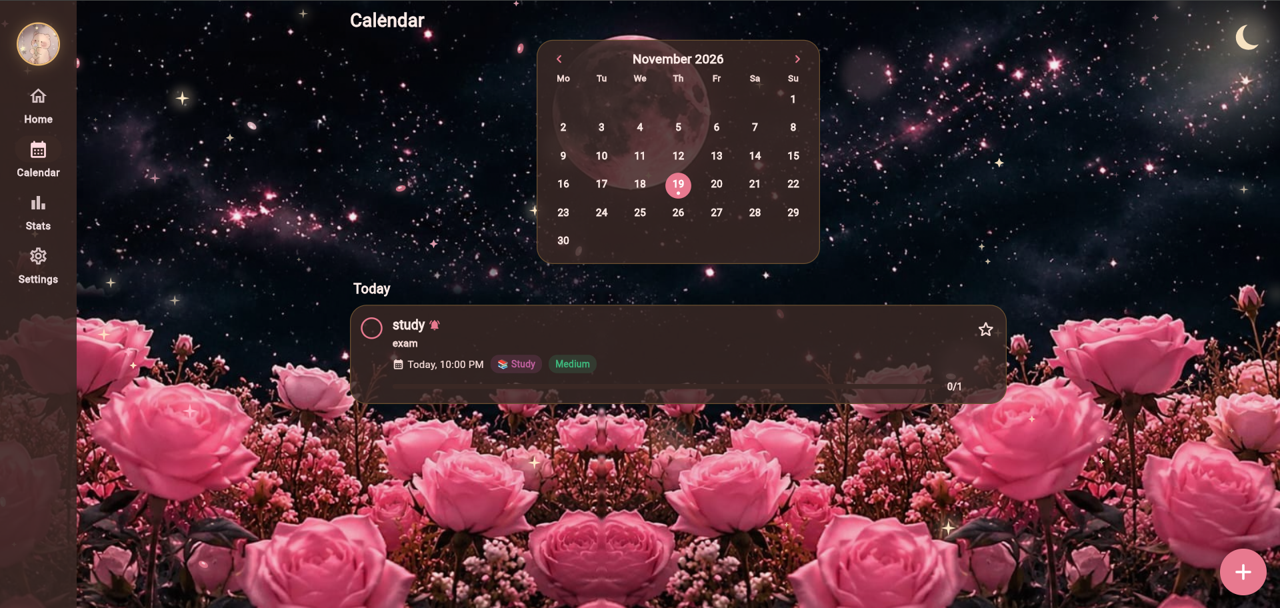 Calendar
Home
Calendar
Stats
Settings
November 2026
Mo Tu We Th Fr Sa Su
1
2 3 4 5 6 7 8
9 10 11 12 13 14 15
16 17 18 19 20 21 22
23 24 25 26 27 28 29
30
Today
study
exam
Today, 10:00 PM Study Medium
0/1